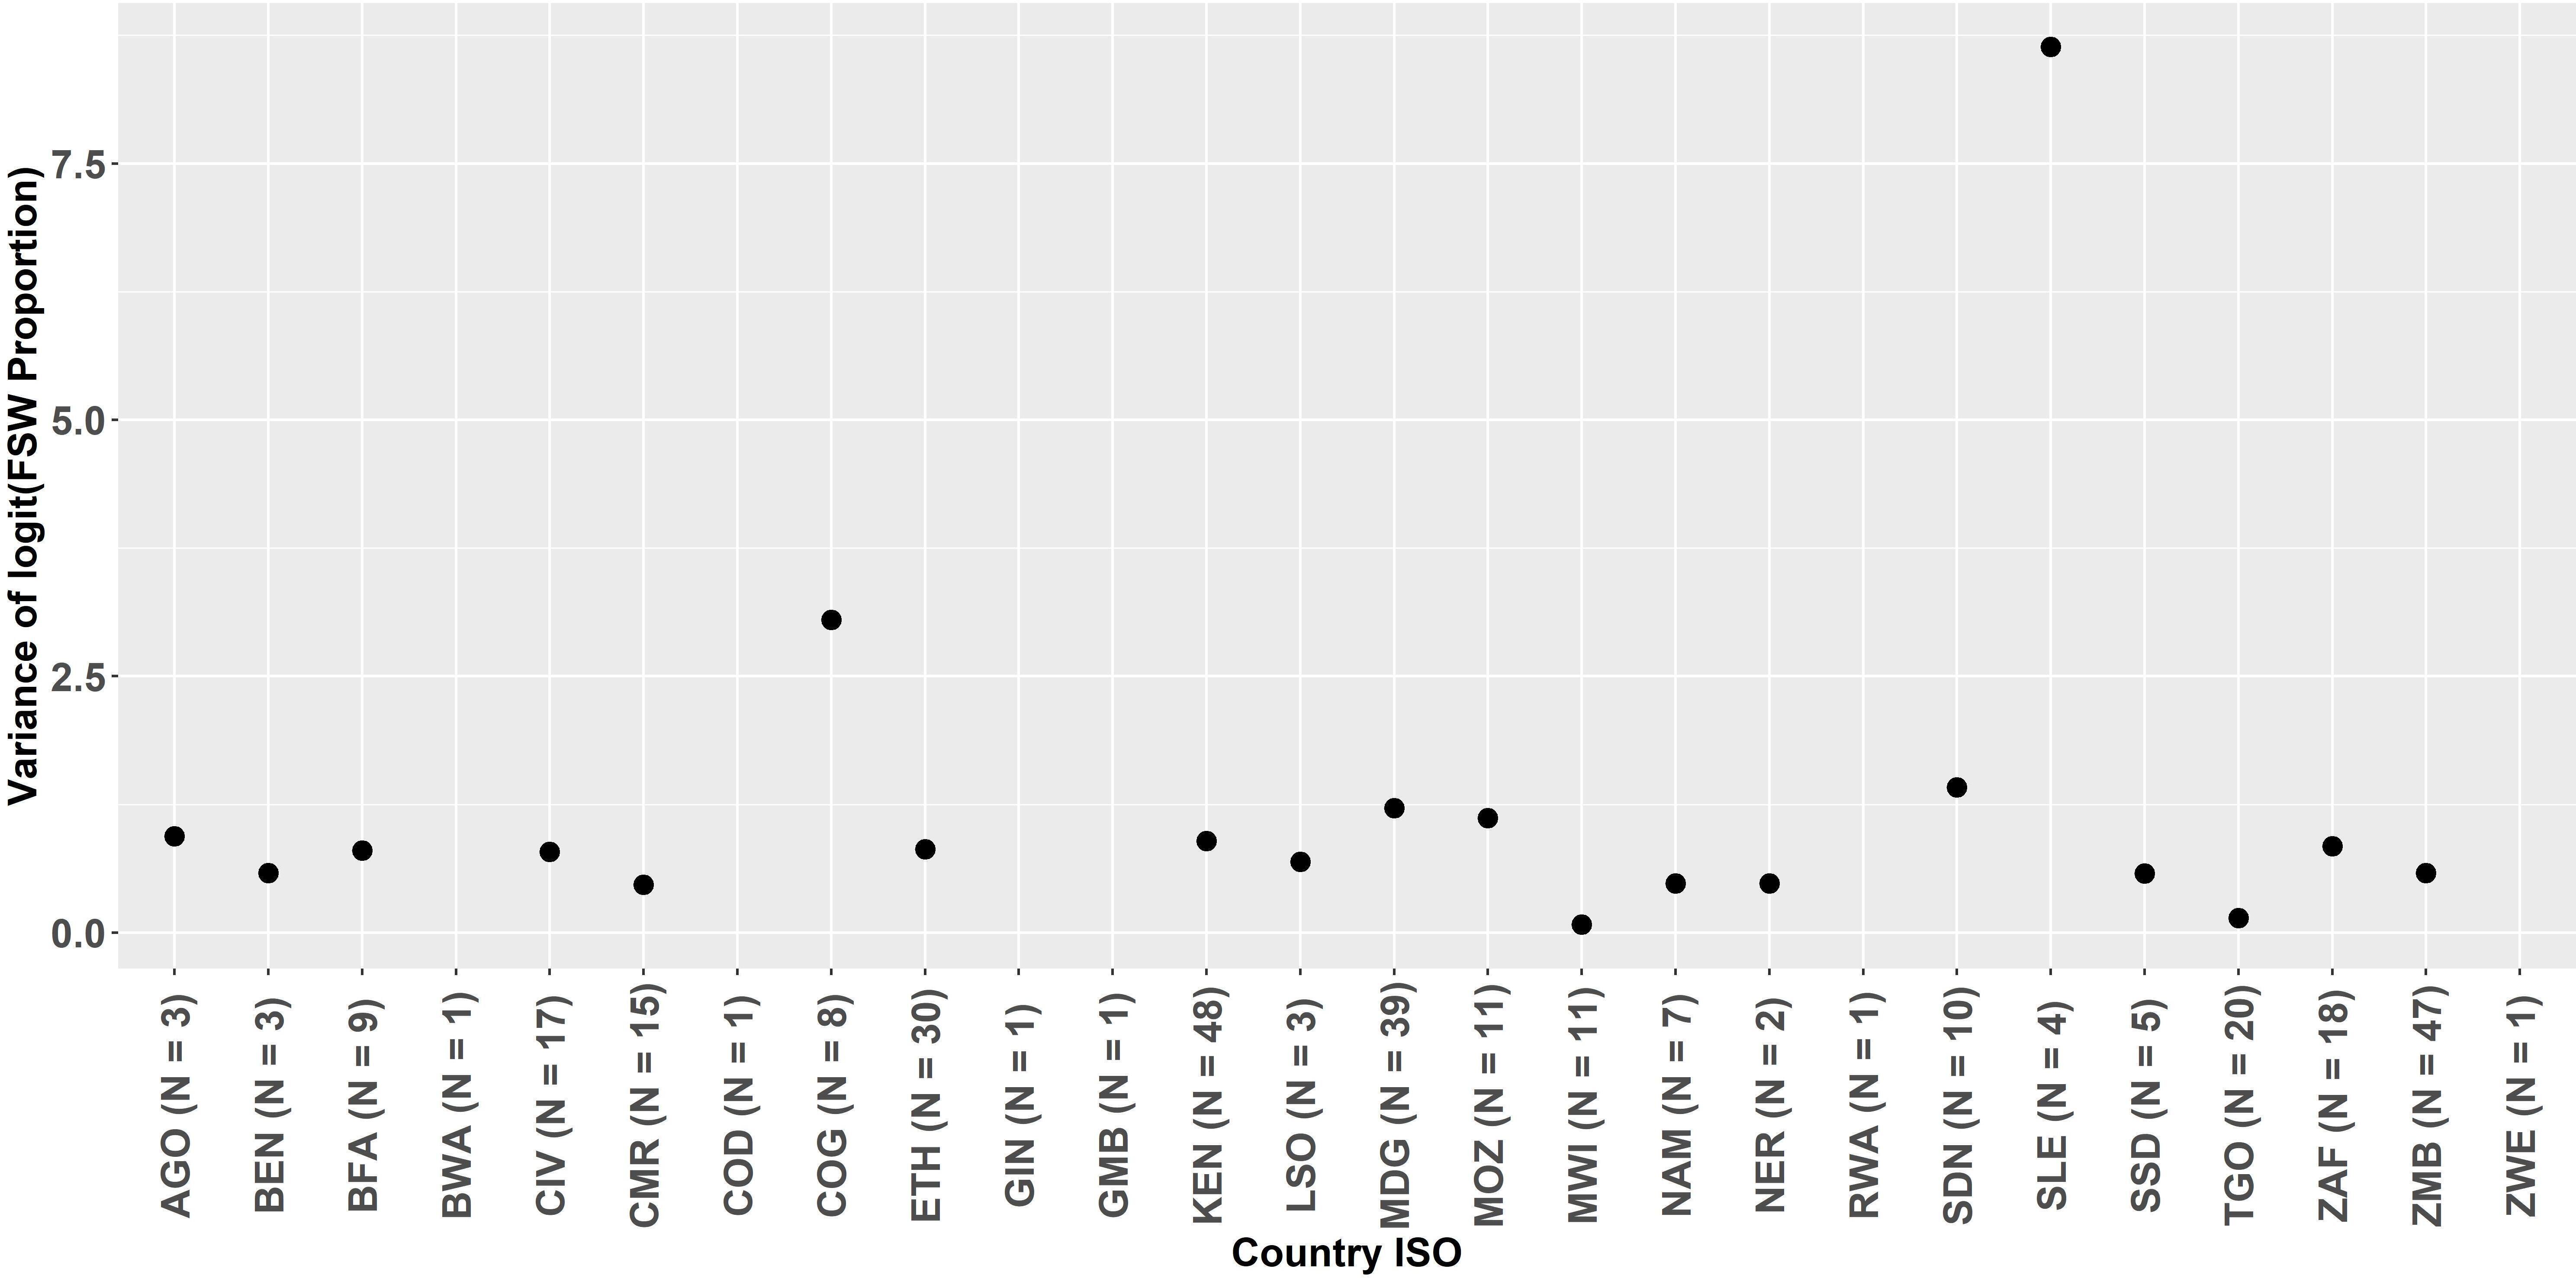 Variance of logit(FSW Proportion)
7.5
5.0
2.5
0.0
AGO (N = 3)
BEN (N = 3)
BFA (N = 9)
BWA (N = 1)
CIV (N = 17)
CMR (N = 15)
COD (N = 1)
COG (N = 8)
ETH (N = 30)
GIN (N = 1)
GMB (N = 1)
KEN (N = 48)
LSO (N = 3)
MDG (N = 39)
MOZ (N = 11)
MWI (N = 11)
NAM (N = 7)
NER (N = 2)
RWA (N = 1)
SDN (N = 10)
SLE (N = 4)
SSD (N = 5)
TGO (N = 20)
ZAF (N = 18)
ZMB (N = 47)
ZWE (N = 1)
Country ISO